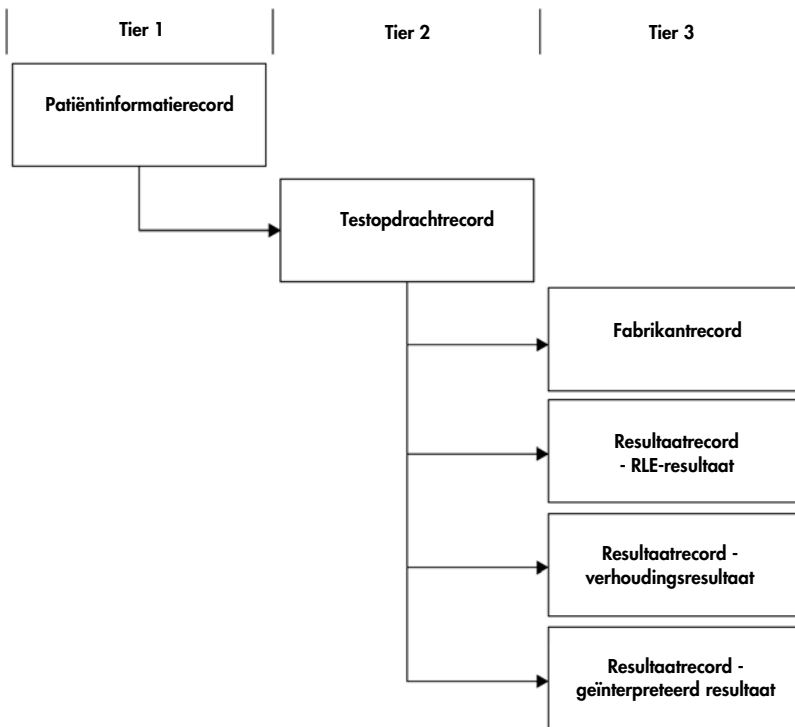 Tier 1
Tier 2
Tier 3
Patiëntinformatierecord
Testopdrachtrecord
Fabrikantrecord
Resultaatrecord
- RLE-resultaat
Resultaatrecord -
verhoudingsresultaat
Resultaatrecord -
geïnterpreteerd resultaat